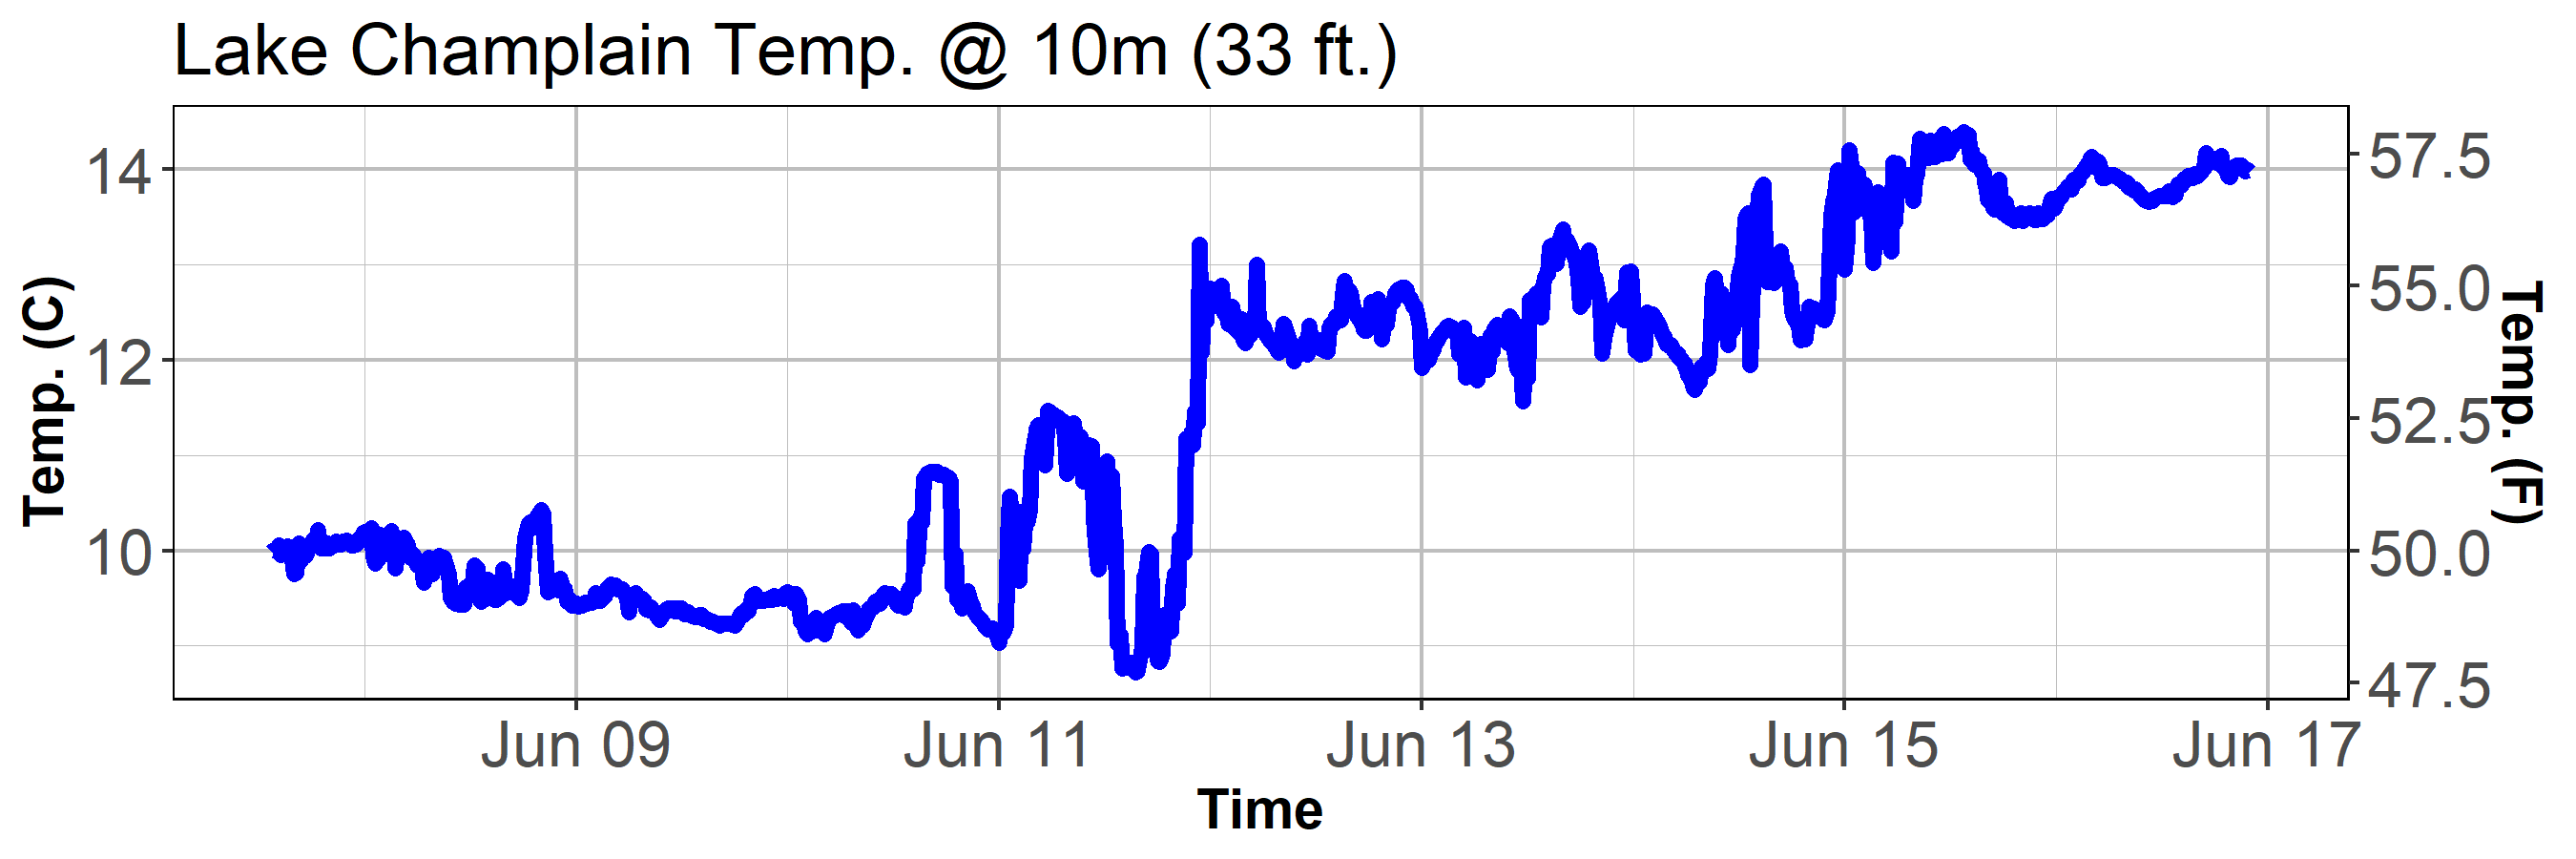 Lake Champlain Temp. @ 10m (33 ft.)
Temp. (C)
14
12
10
57.5
55.0
52.5
50.0
47.5
Temp. (F)
Jun 09
Jun 11
Jun 13
Jun 15
Jun 17
Time